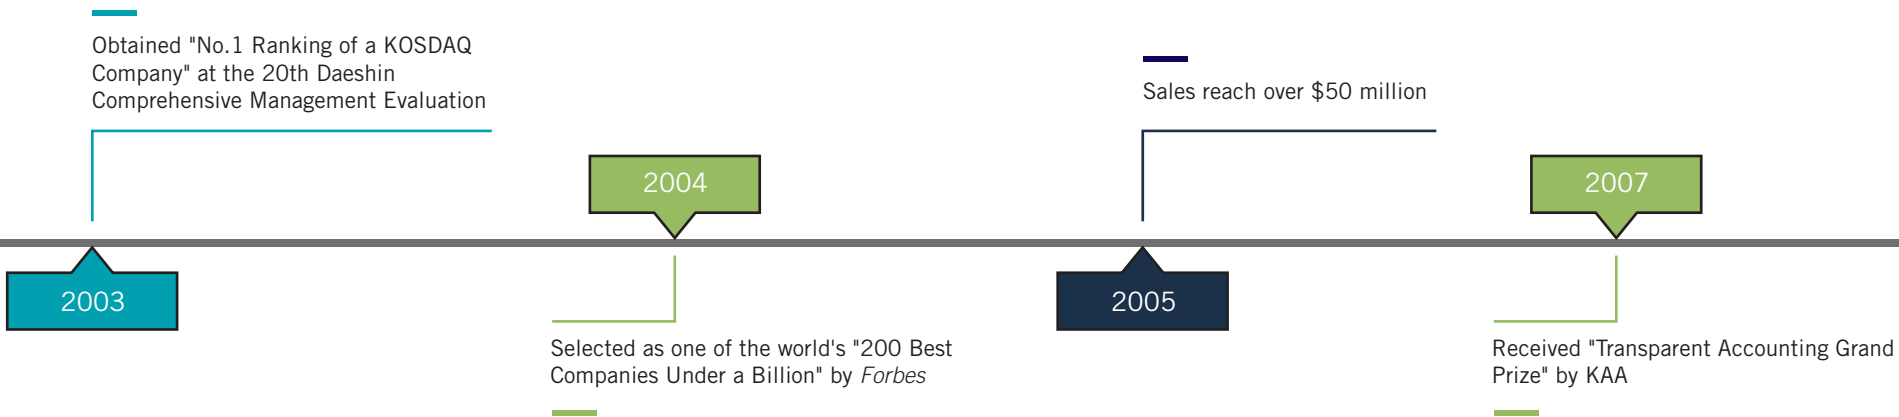 Obtained "No.1 Ranking of a KOSDAQ
Company" at the 20th Daeshin
Comprehensive Management Evaluation
2003
2004
Selected as one of the world's "200 Best
Companies Under a Billion" by Forbes
Sales reach over $50 million
2005
2007
Received "Transparent Accounting Grand
Prize" by KAA